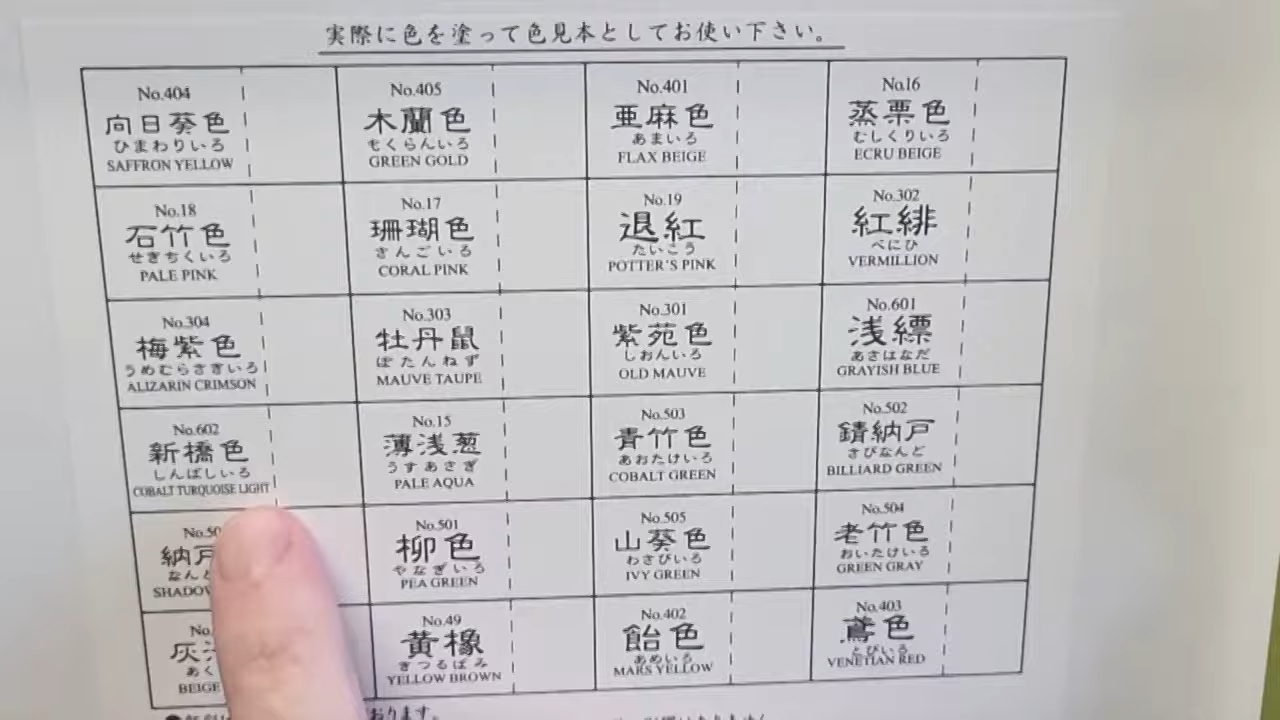 実際に色を塗って色見本としてお使い下さい。
No.404
向日葵色
ひまわりいろ
SAFFRON YELLOW
No.405
木蘭色
もくらんいろ
GREEN GOLD
No.401
亜麻色
あまいろ
FLAX BEIGE
No.16
蒸栗色
むしくりいろ
ECRU BEIGE
No.18
石竹色
せきちくいろ
PALE PINK
No.17
珊瑚色
さんごいろ
CORAL PINK
No.19
退紅
たいこう
POTTER'S PINK
No.302
紅緋
べにひ
VERMILLION
No.304
梅紫色
うめむらさきいろ
ALIZARIN CRIMSON
No.303
牡丹鼠
ぼたんねず
MAUVE TAUPE
No.301
紫苑色
しおんいろ
OLD MAUVE
No.601
浅縹
あさはなだ
GRAYISH BLUE
No.602
新橋色
しんばしいろ
COBALT TURQUOISE LIGHT
No.15
薄浅葱
うすあさぎ
PALE AQUA
No.503
青竹色
あおたけいろ
COBALT GREEN
No.502
錆納戸
さびなんど
BILLIARD GREEN
No.50
納戸
なんど
SHADOW
No.501
柳色
やなぎいろ
PEA GREEN
No.505
山葵色
わさびいろ
IVY GREEN
No.504
老竹色
おいたけいろ
GREEN GRAY
No.
灰
あく
BEIGE
No.49
黄橡
きつるばみ
YELLOW BROWN
No.402
飴色
あめいろ
MARS YELLOW
No.403
鳶色
とびいろ
VENETIAN RED
おります。